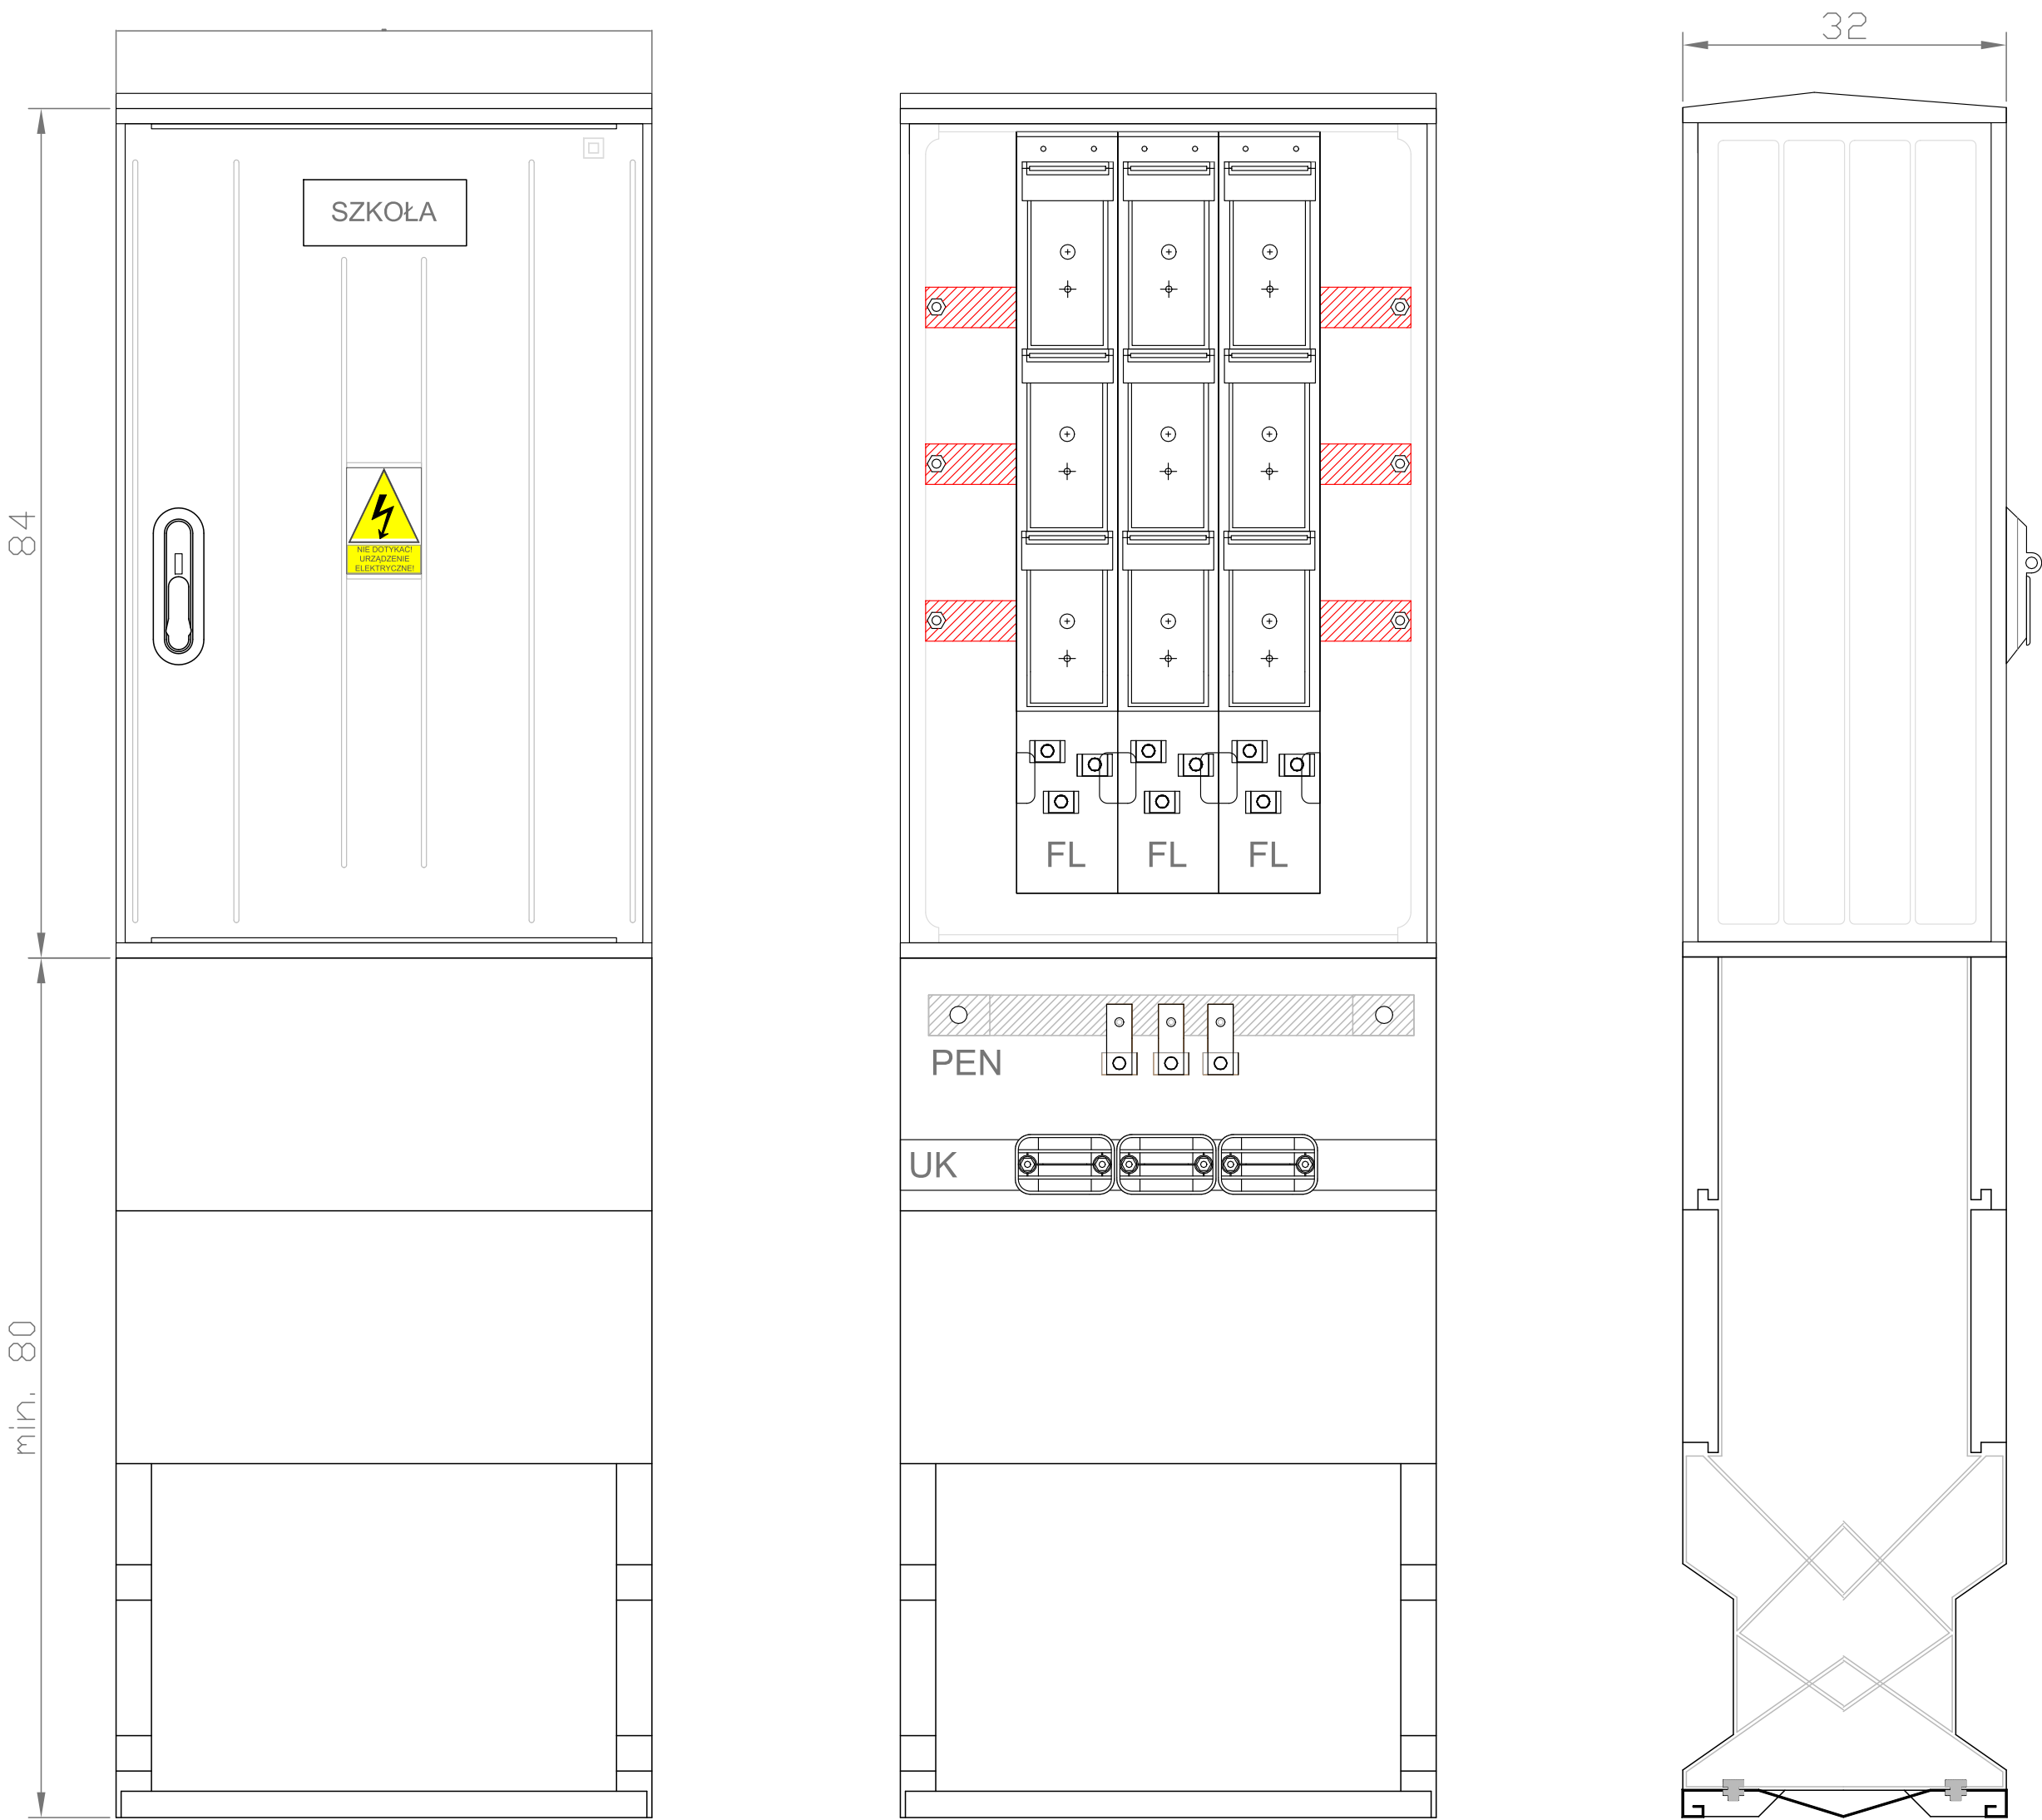 32
SZKOŁA
84
NIE DOTYKAĆ!
URZĄDZENIE
ELEKTRYCZNE!
FL FL FL
PEN
UK
min. 80